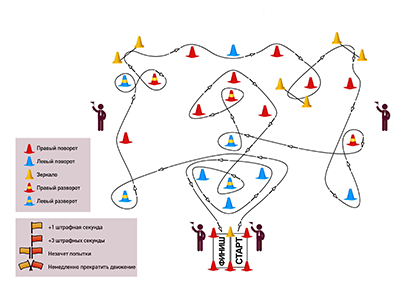 Правый поворот
Левый поворот
Зеркало
Правый разворот
Левый разворот
+1 штрафная секунда
+3 штрафных секунды
Незачет попытки
Немедленно прекратить движение
ФИНИШ
СТАРТ